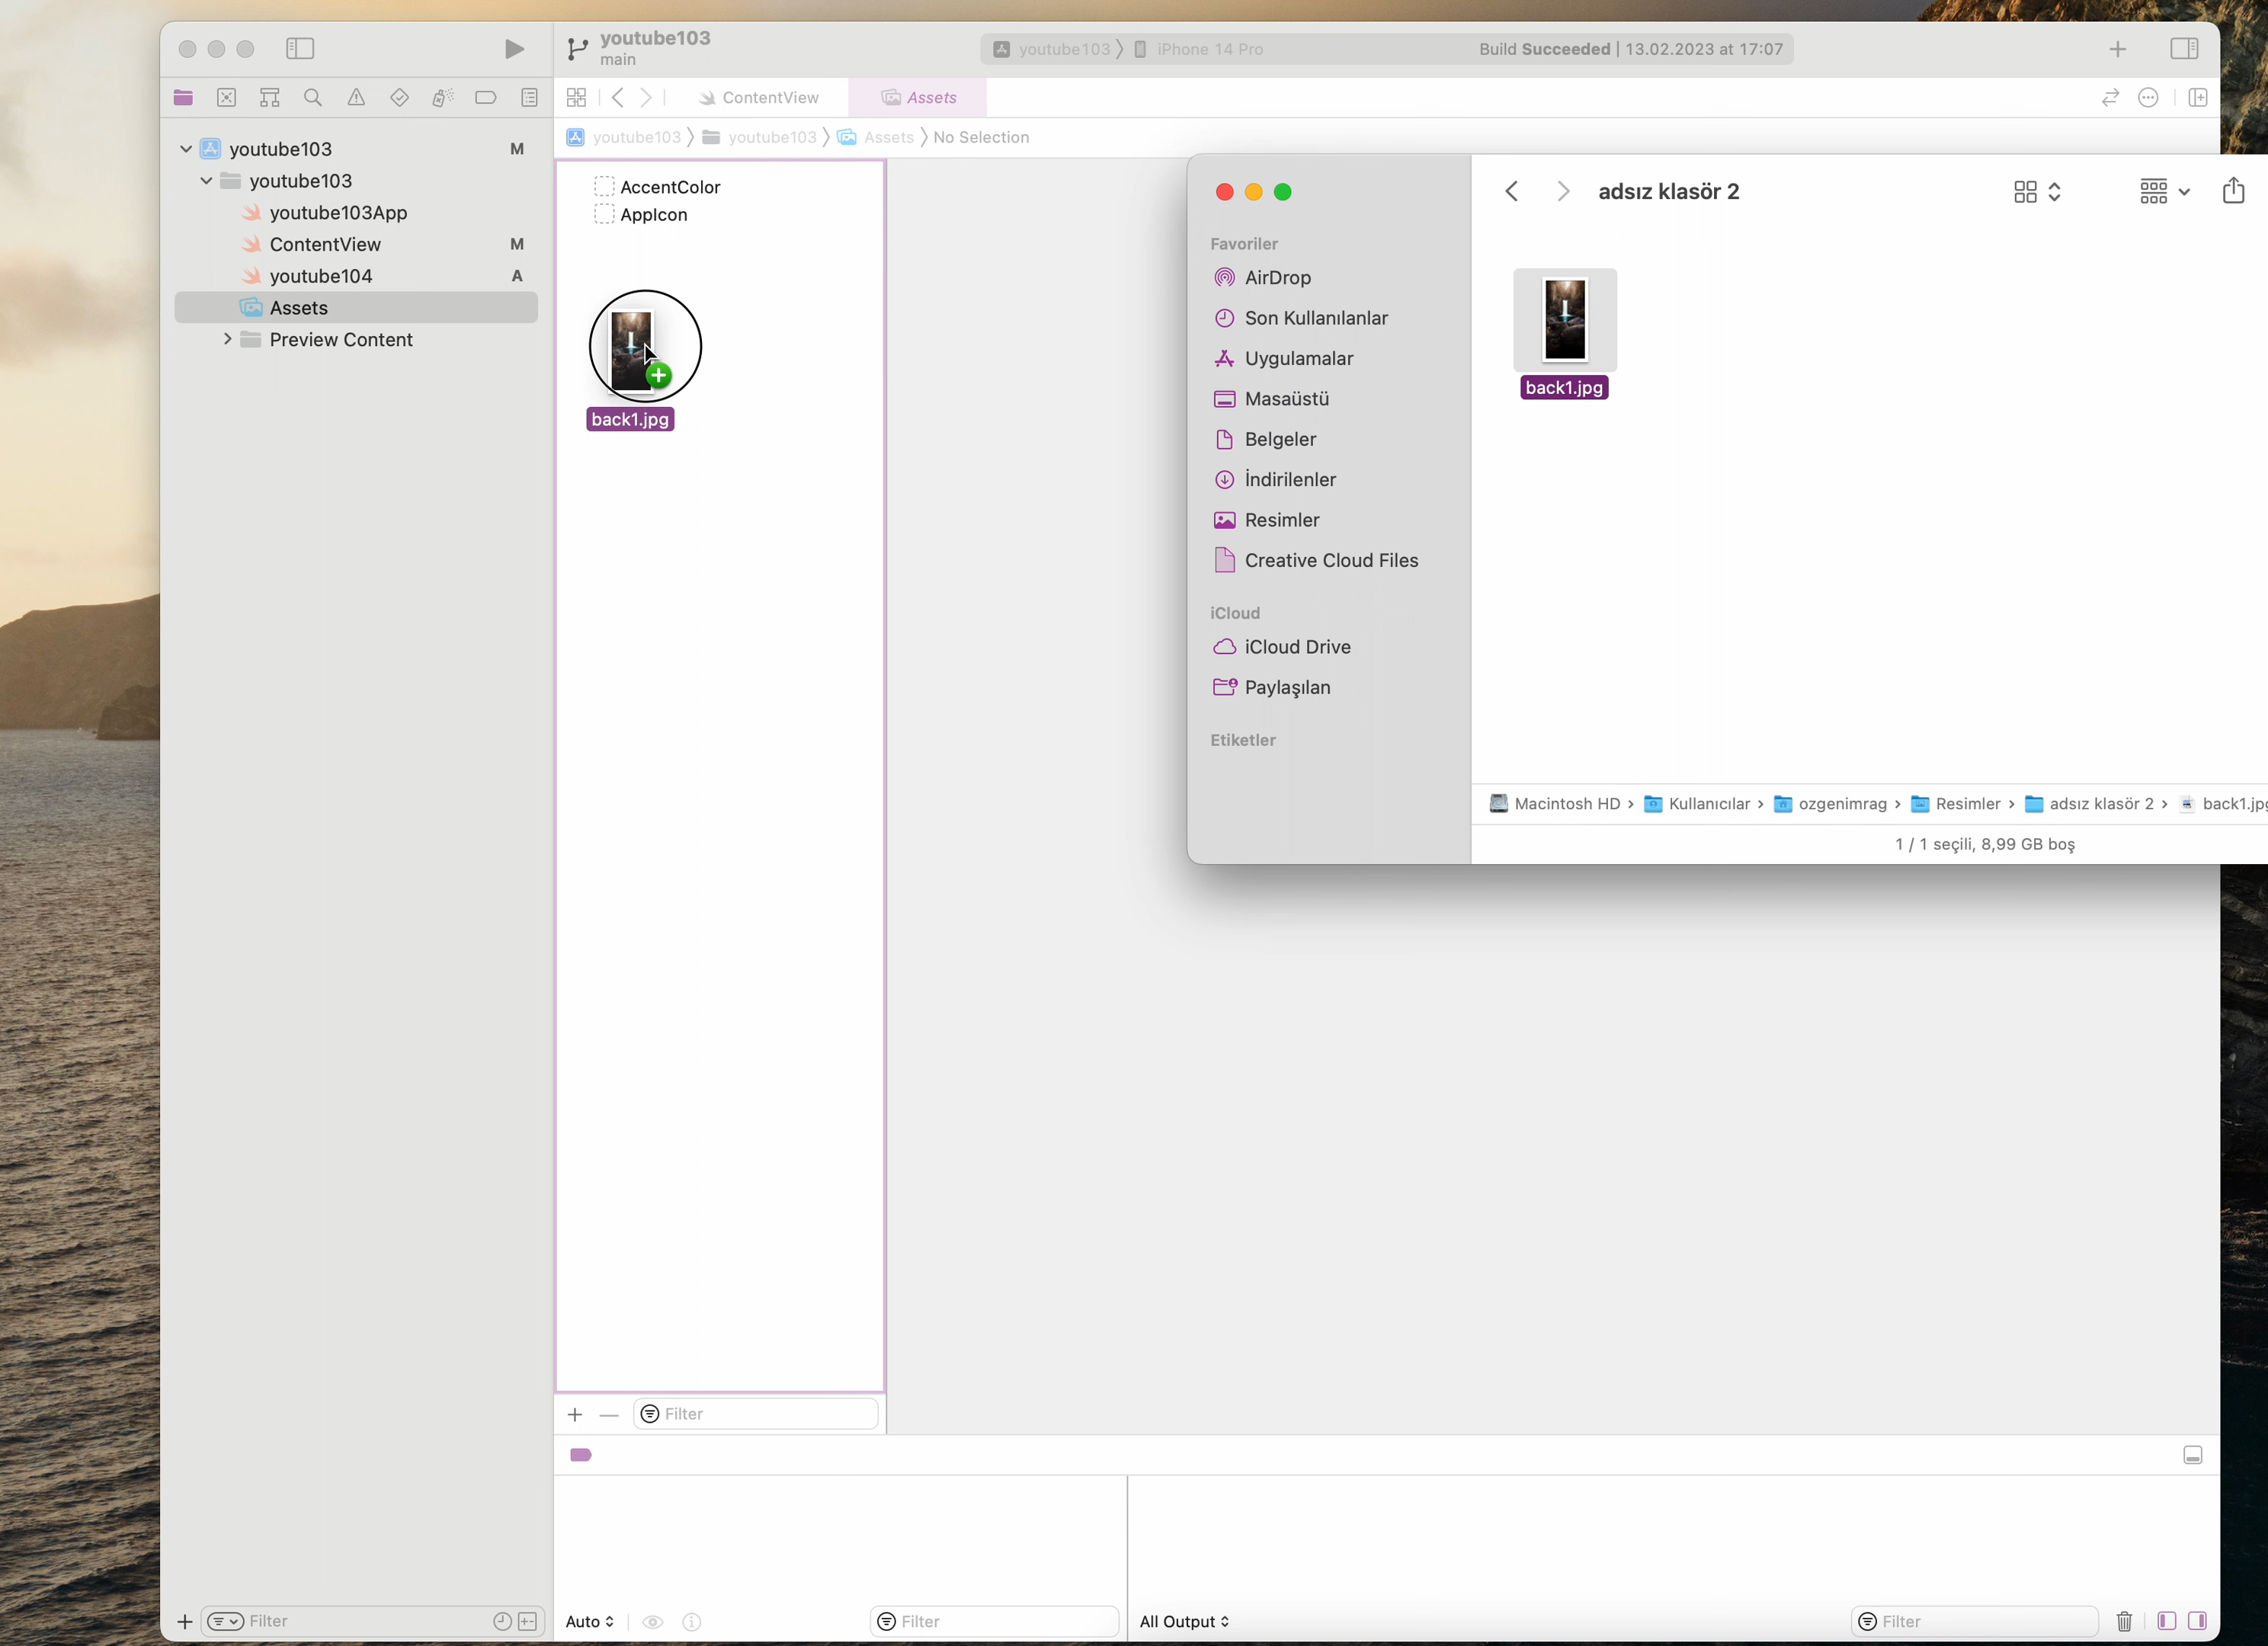 youtube103
main
youtube103
iPhone 14 Pro
Build Succeeded | 13.02.2023 at 17:07
ContentView
Assets
youtube103
youtube103
Assets
No Selection
youtube103
M
youtube103
youtube103App
ContentView
M
youtube104
A
Assets
Preview Content
AccentColor
AppIcon
back1.jpg
adsız klasör 2
Favoriler
AirDrop
Son Kullanılanlar
Uygulamalar
Masaüstü
Belgeler
İndirilenler
Resimler
Creative Cloud Files
iCloud
iCloud Drive
Paylaşılan
Etiketler
back1.jpg
Macintosh HD › Kullanıcılar › ozgenimrag › Resimler › adsız klasör 2 ›
1 / 1 seçili, 8,99 GB boş
Filter
Filter
Auto
Filter
All Output
Filter